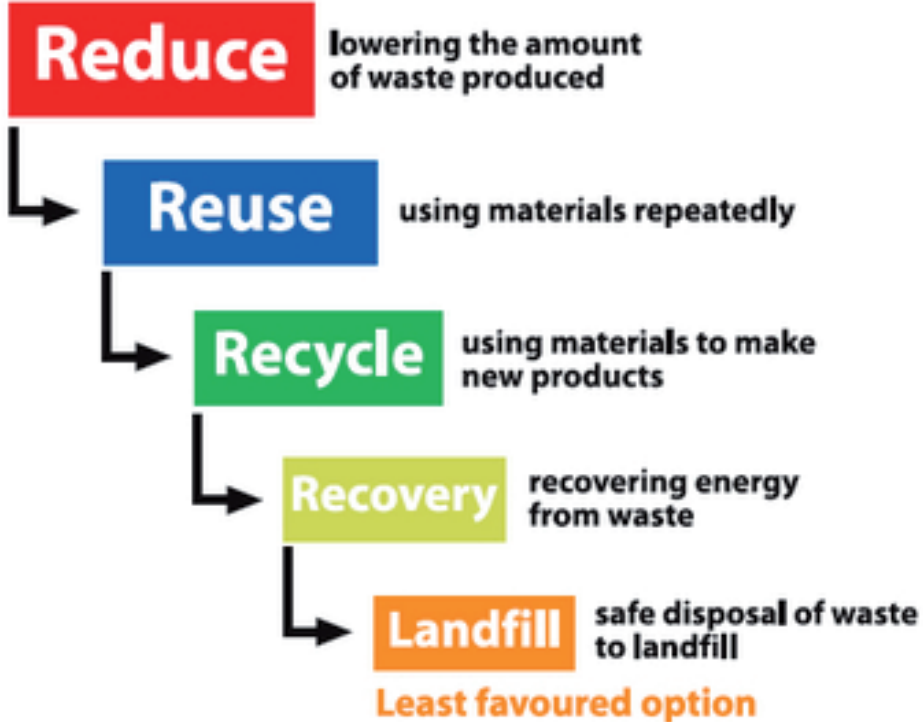 Reduce
lowering the amount
of waste produced
Reuse
using materials repeatedly
Recycle
using materials to make
new products
Recovery
recovering energy
from waste
Landfill
safe disposal of waste
to landfill
Least favoured option